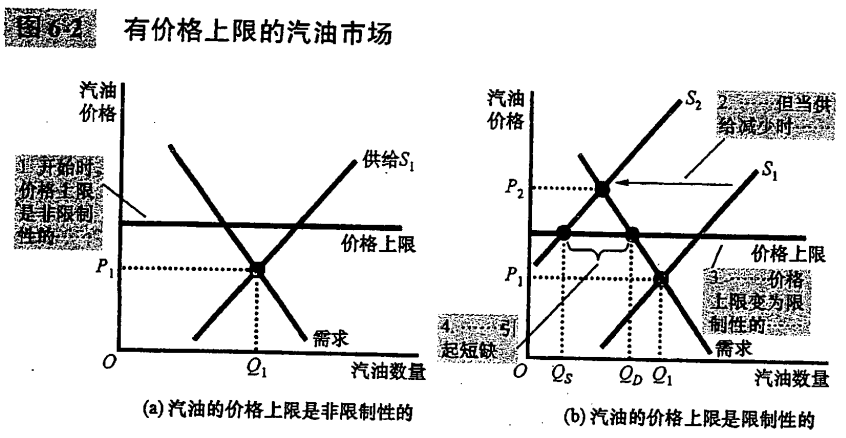 图6-2 有价格上限的汽油市场
汽油
价格
1. 开始时,
价格上限
是非限制
性的……
供给S₁
价格上限
P₁
需求
O
Q₁
汽油数量
(a) 汽油的价格上限是非限制性的
汽油
价格
S₂
2. ……但当供
给减少时……
S₁
P₂
价格上限
P₁
3. ……价格
上限变为限
制性的……
4. ……引
起短缺
需求
O
Qₛ
Q_D
Q₁
汽油数量
(b) 汽油的价格上限是限制性的